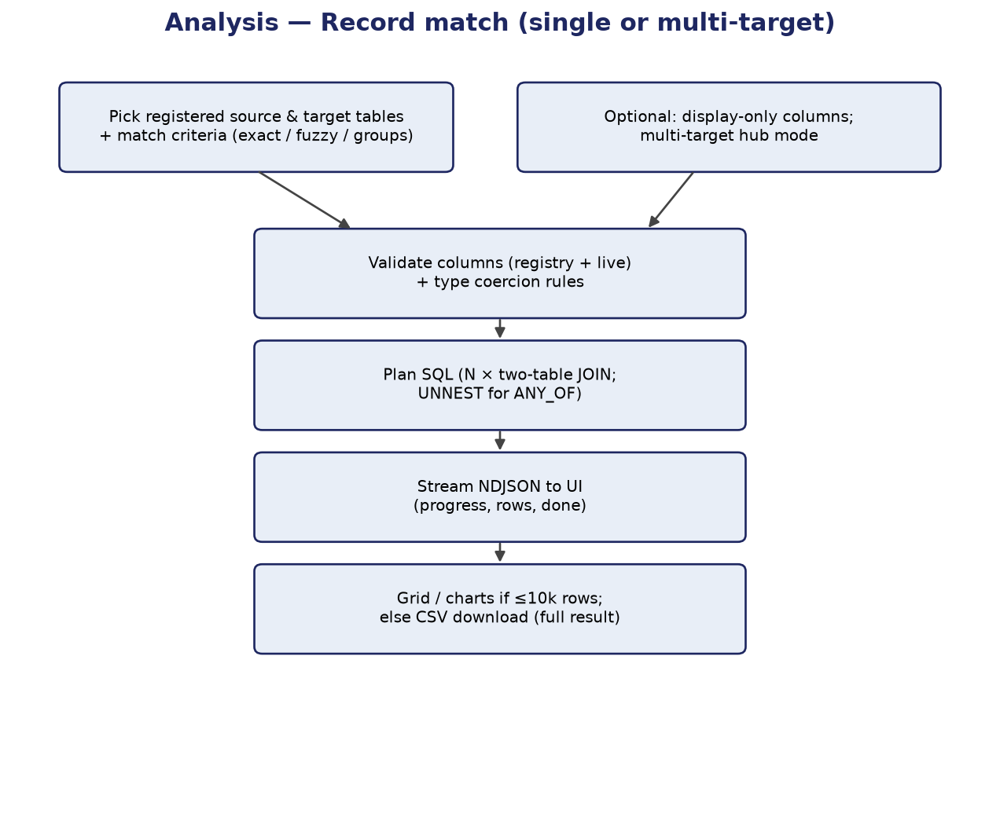 Analysis — Record match (single or multi-target)
Pick registered source & target tables
+ match criteria (exact / fuzzy / groups)
Optional: display-only columns;
multi-target hub mode
Validate columns (registry + live)
+ type coercion rules
Plan SQL (N × two-table JOIN;
UNNEST for ANY_OF)
Stream NDJSON to UI
(progress, rows, done)
Grid / charts if ≤10k rows;
else CSV download (full result)